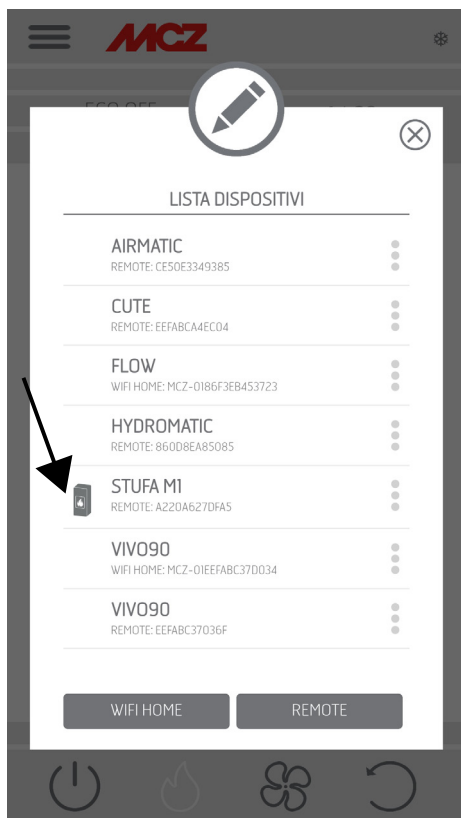 MCZ
LISTA DISPOSITIVI
AIRMATIC
REMOTE: CE50E3349385
CUTE
REMOTE: EEFABCA4EC04
FLOW
WIFI HOME: MCZ-0186F3EB453723
HYDROMATIC
REMOTE: 860D8EA85085
STUFA M1
REMOTE: A220A627DFA5
VIVO90
WIFI HOME: MCZ-01EEFABC37D034
VIVO90
REMOTE: EEFABC37036F
WIFI HOME
REMOTE